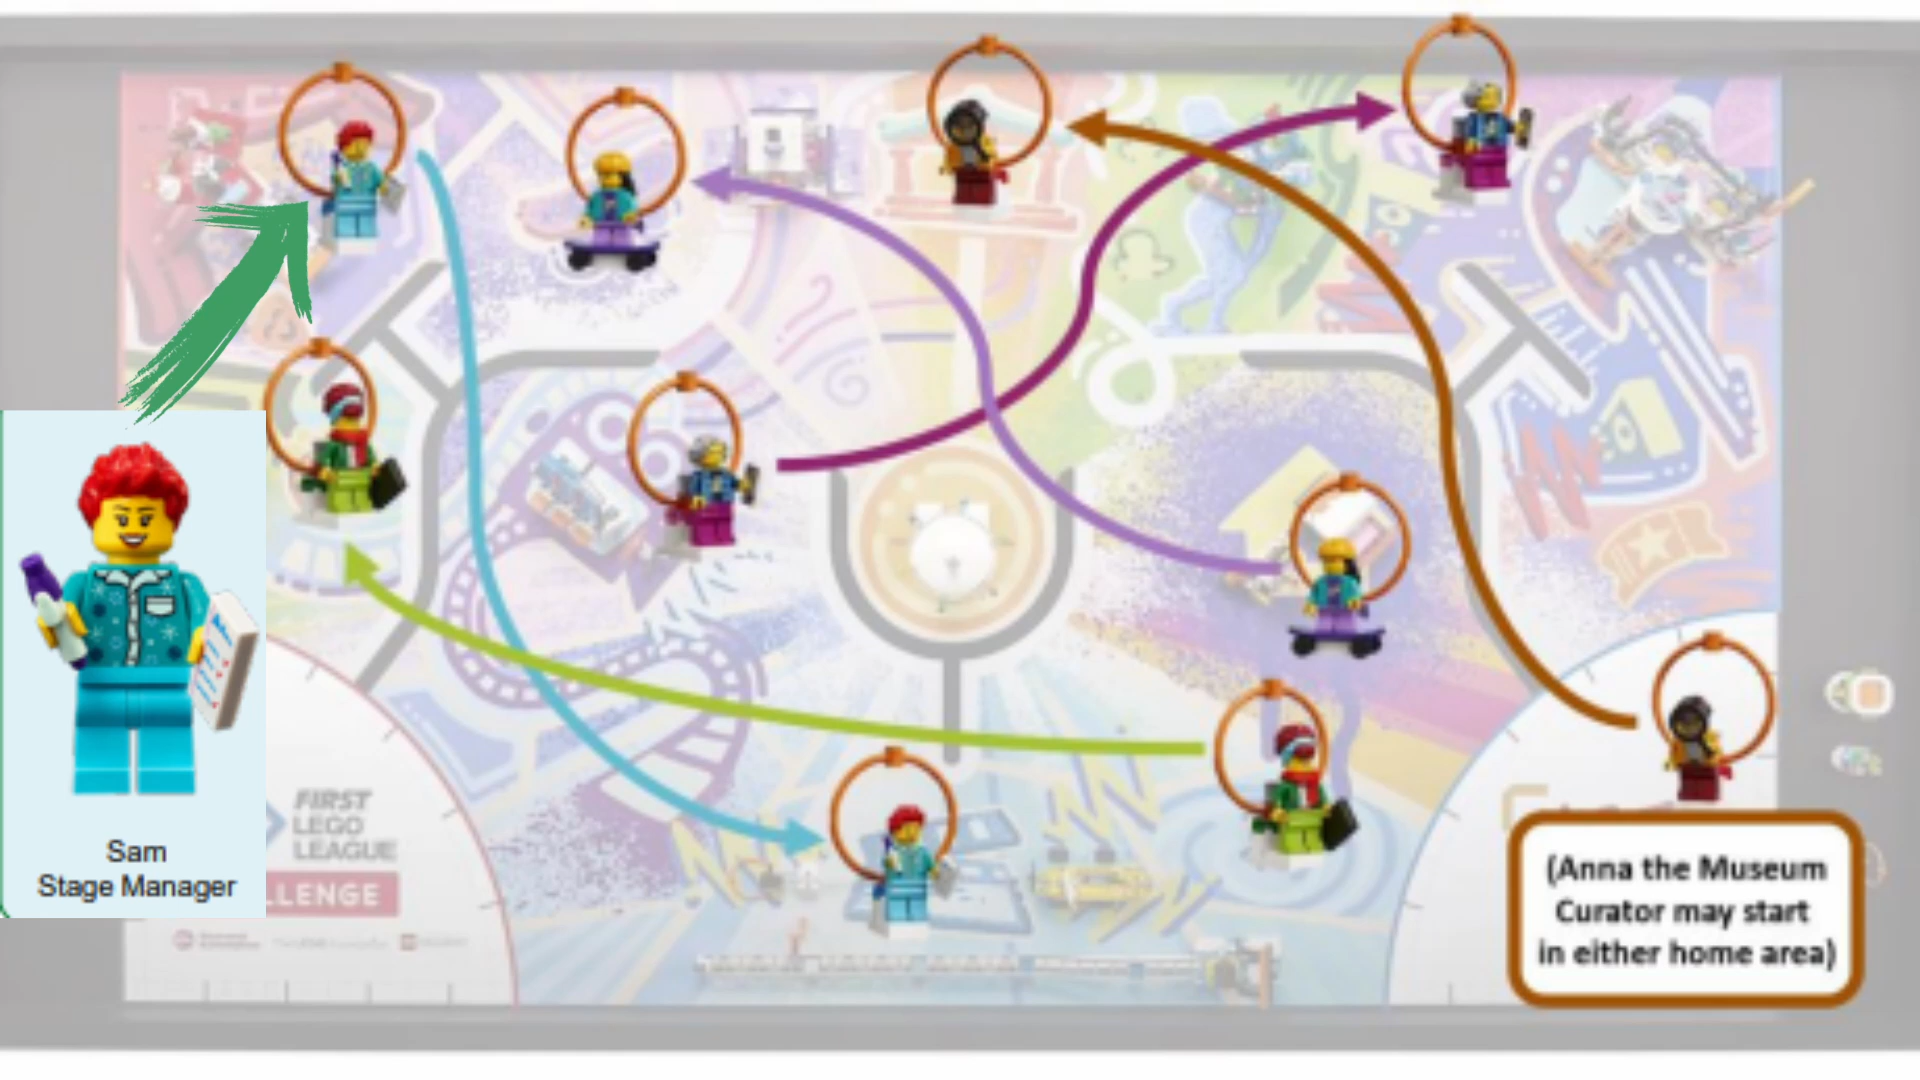 Sam
Stage Manager
FIRST
LEGO
LEAGUE
LLENGE
(Anna the Museum
Curator may start
in either home area)